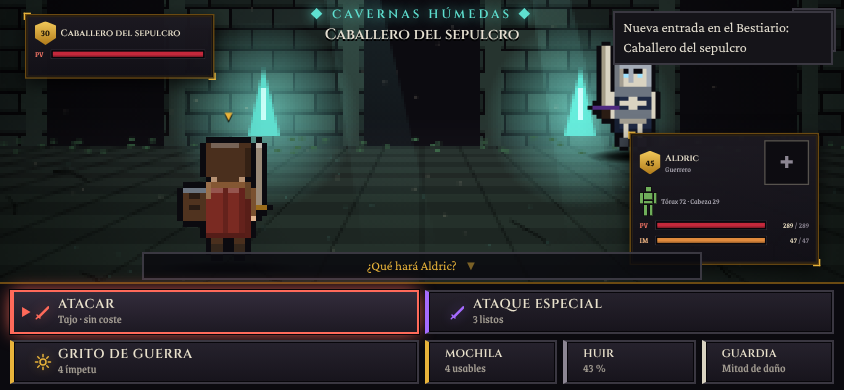 ◆ CAVERNAS HÚMEDAS ◆
CABALLERO DEL SEPULCRO
30 CABALLERO DEL SEPULCRO
PV
Nueva entrada en el Bestiario:
Caballero del sepulcro
45 ALDRIC
Guerrero
Tórax 72 · Cabeza 29
PV 289 / 289
IM 47 / 47
¿Qué hará Aldric?
ATACAR
Tajo · sin coste
ATAQUE ESPECIAL
3 listos
GRITO DE GUERRA
4 ímpetu
MOCHILA
4 usables
HUIR
43 %
GUARDIA
Mitad de daño